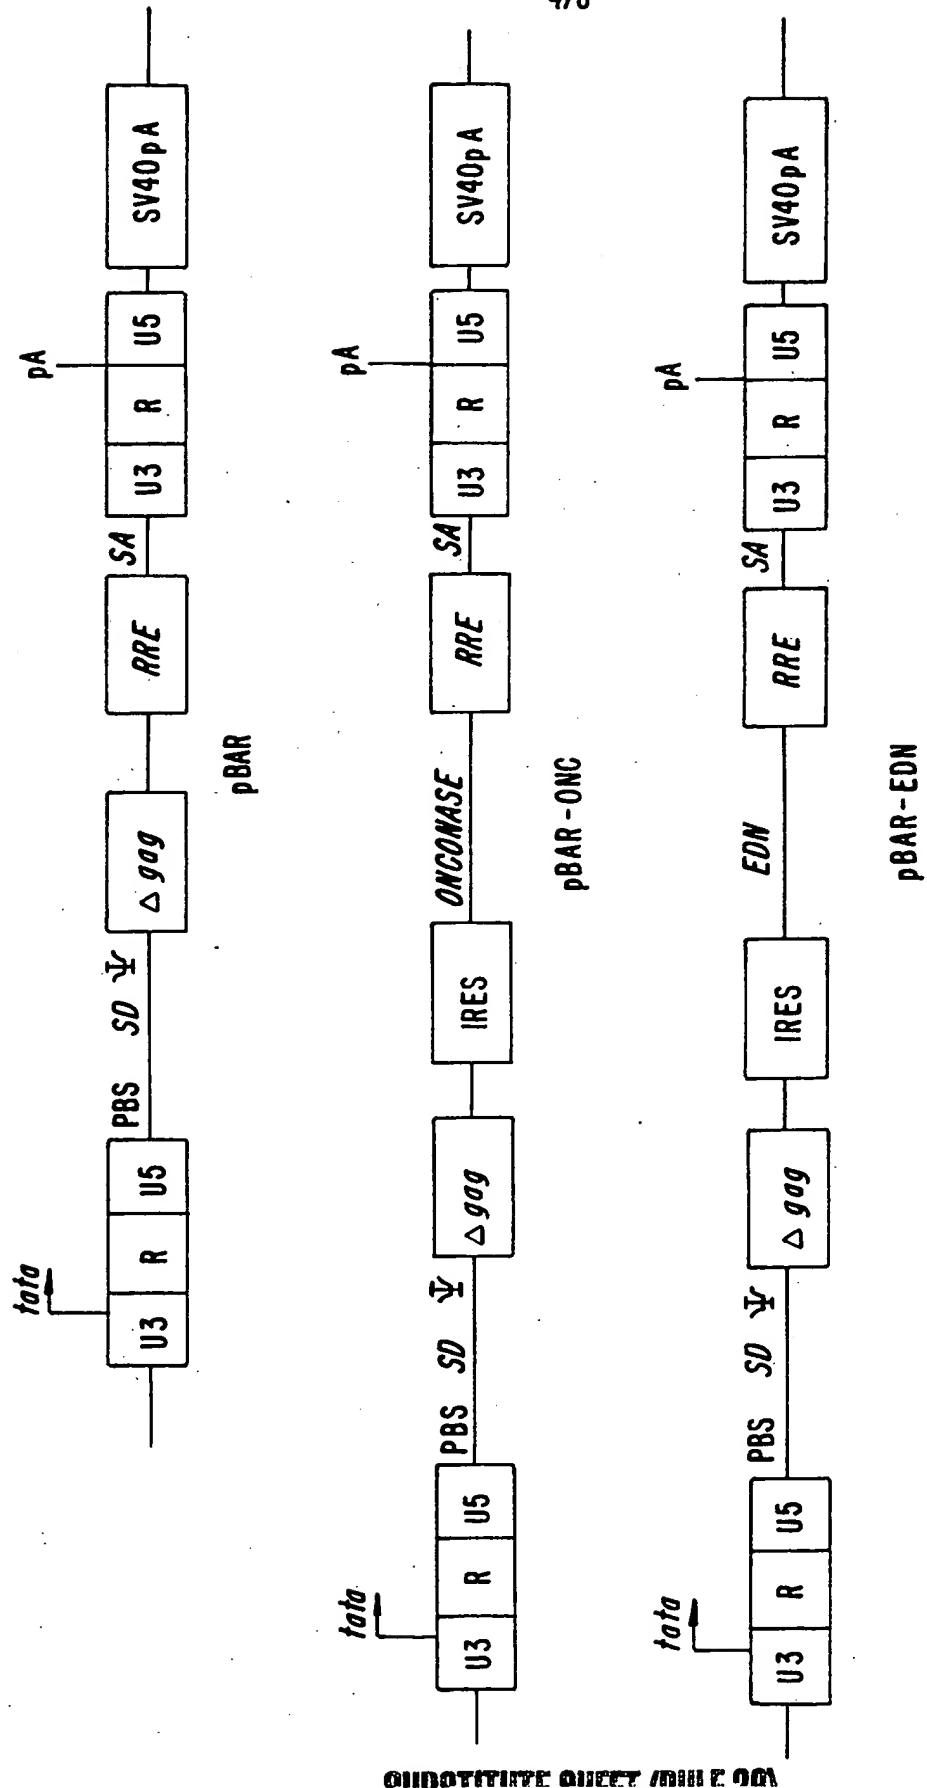 tata
pA
U3 R U5 PBS SD Ψ Δ gag RRE SA U3 R U5 SV40pA
pBAR
tata
pA
U3 R U5 PBS SD Ψ Δ gag IRES ONCONASE RRE SA U3 R U5 SV40pA
pBAR-ONC
tata
pA
U3 R U5 PBS SD Ψ Δ gag IRES EDN RRE SA U3 R U5 SV40pA
pBAR-EDN
SUBSTITUTE SHEET